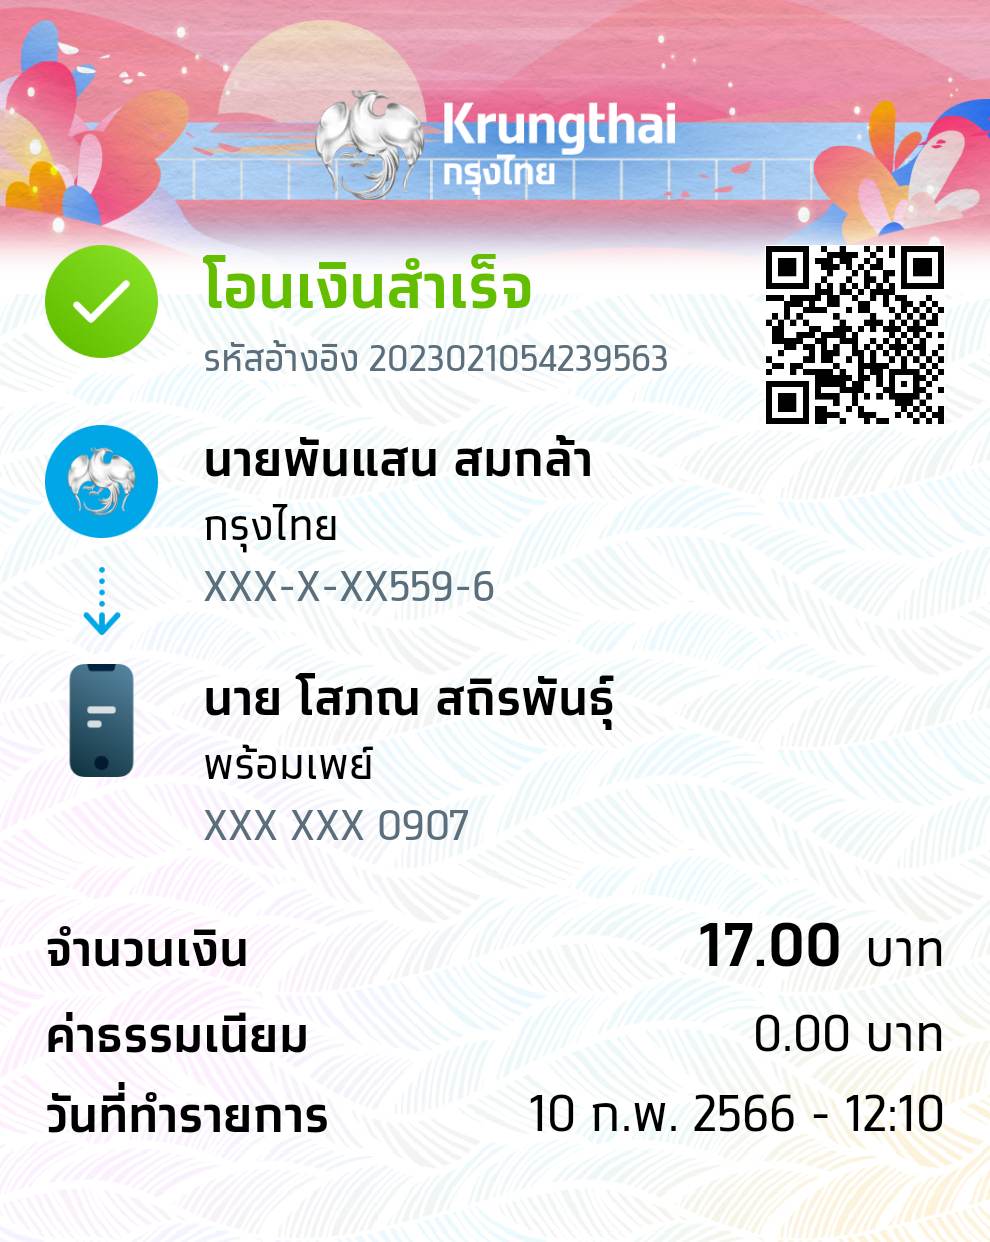 Krungthai
กรุงไทย
โอนเงินสำเร็จ
รหัสอ้างอิง 2023021054239563
นายพันแสน สมกล้า
กรุงไทย
XXX-X-XX559-6
นาย โสภณ สถิรพันธุ์
พร้อมเพย์
XXX XXX 0907
จำนวนเงิน 17.00 บาท
ค่าธรรมเนียม 0.00 บาท
วันที่ทำรายการ 10 ก.พ. 2566 - 12:10